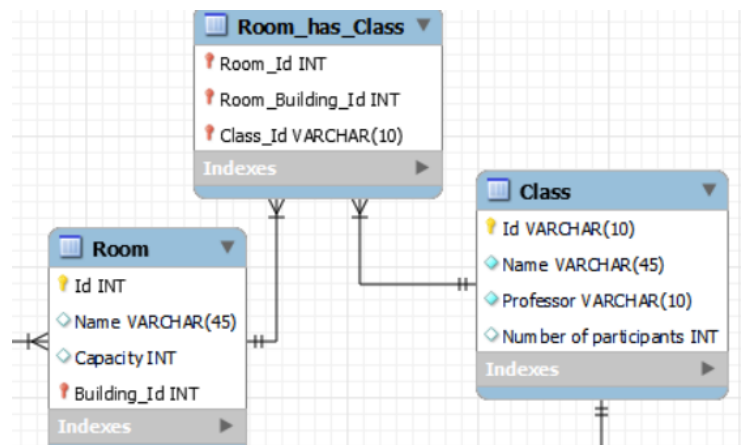 Room_has_Class
Room_Id INT
Room_Building_Id INT
Class_Id VARCHAR(10)
Indexes
Room
Id INT
Name VARCHAR(45)
Capacity INT
Building_Id INT
Indexes
Class
Id VARCHAR(10)
Name VARCHAR(45)
Professor VARCHAR(10)
Number of participants INT
Indexes